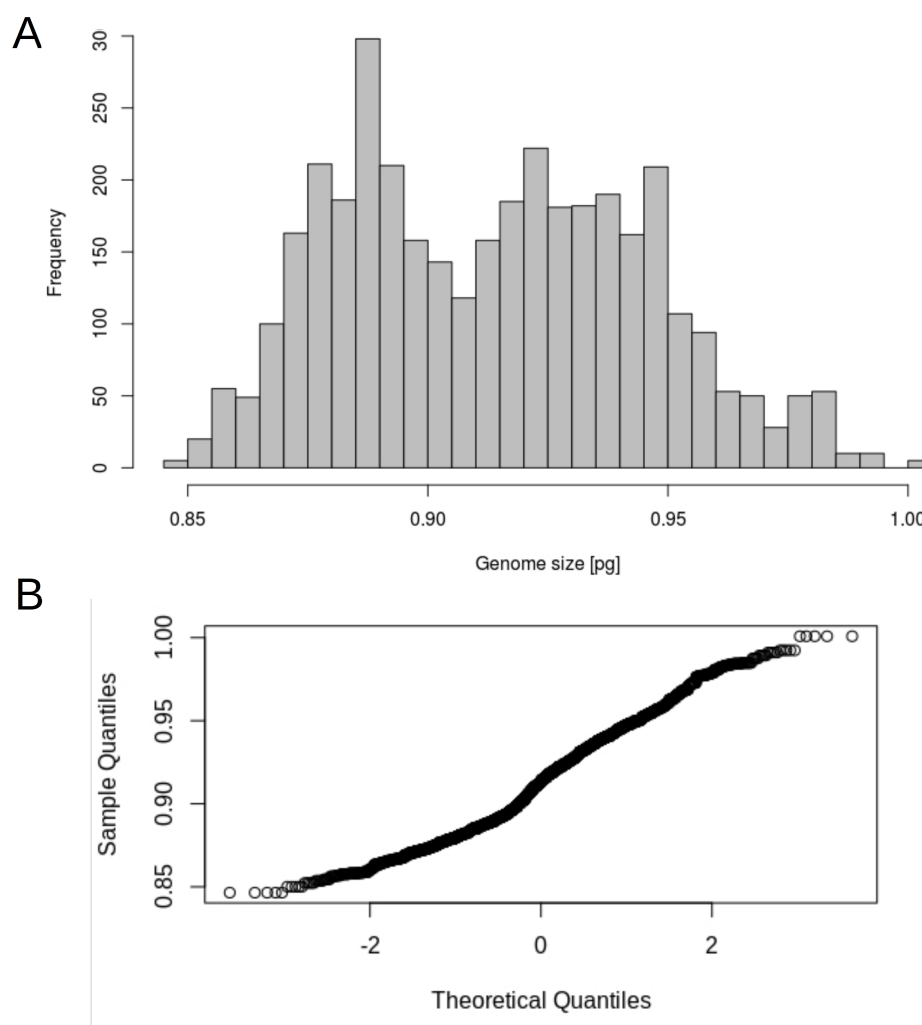 A
30
250
200
150
100
50
0
Frequency
0.85 0.90 0.95 1.00
Genome size [pg]
B
1.00
0.95
0.90
0.85
Sample Quantiles
-2 0 2
Theoretical Quantiles